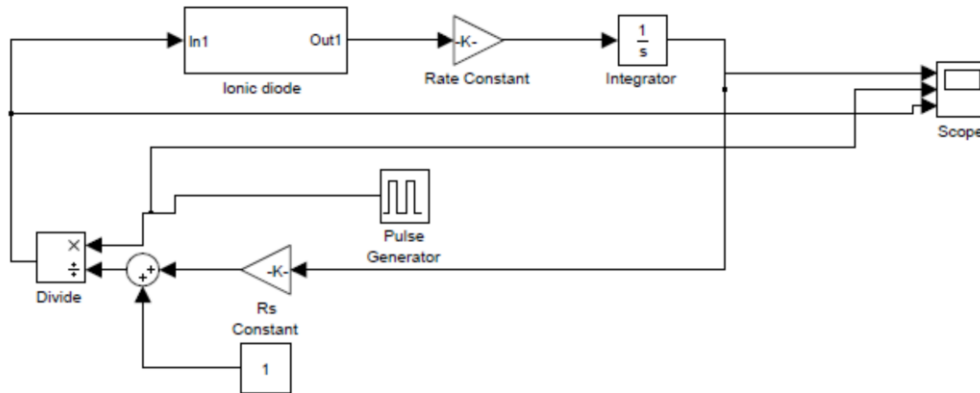 In1
Out1
Ionic diode
-K-
Rate Constant
1
s
Integrator
Scope
Pulse
Generator
×
÷
Divide
+
+
-K-
Rs
Constant
1